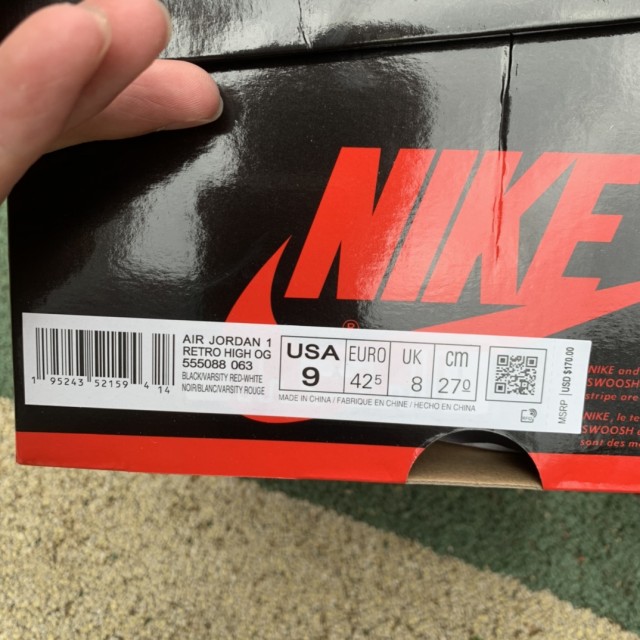 NIKE
®
AIR JORDAN 1
RETRO HIGH OG
555088 063
BLACK/VARSITY RED-WHITE
NOIR/BLANC/VARSITY ROUGE
1 95243 52159 4 14
USA
9
EURO
42.5
UK
8
cm
27.0
MADE IN CHINA / FABRIQUE EN CHINE / HECHO EN CHINA
MSRP USD $170.00
NIKE and
SWOOSH
stripe are
NIKE, le
SWOOSH
sont des